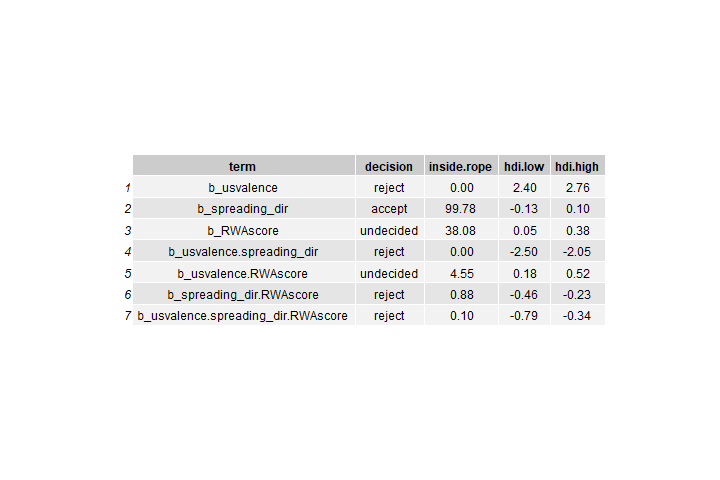 term decision inside.rope hdi.low hdi.high
1 b_usvalence reject 0.00 2.40 2.76
2 b_spreading_dir accept 99.78 -0.13 0.10
3 b_RWAscore undecided 38.08 0.05 0.38
4 b_usvalence.spreading_dir reject 0.00 -2.50 -2.05
5 b_usvalence.RWAscore undecided 4.55 0.18 0.52
6 b_spreading_dir.RWAscore reject 0.88 -0.46 -0.23
7 b_usvalence.spreading_dir.RWAscore reject 0.10 -0.79 -0.34